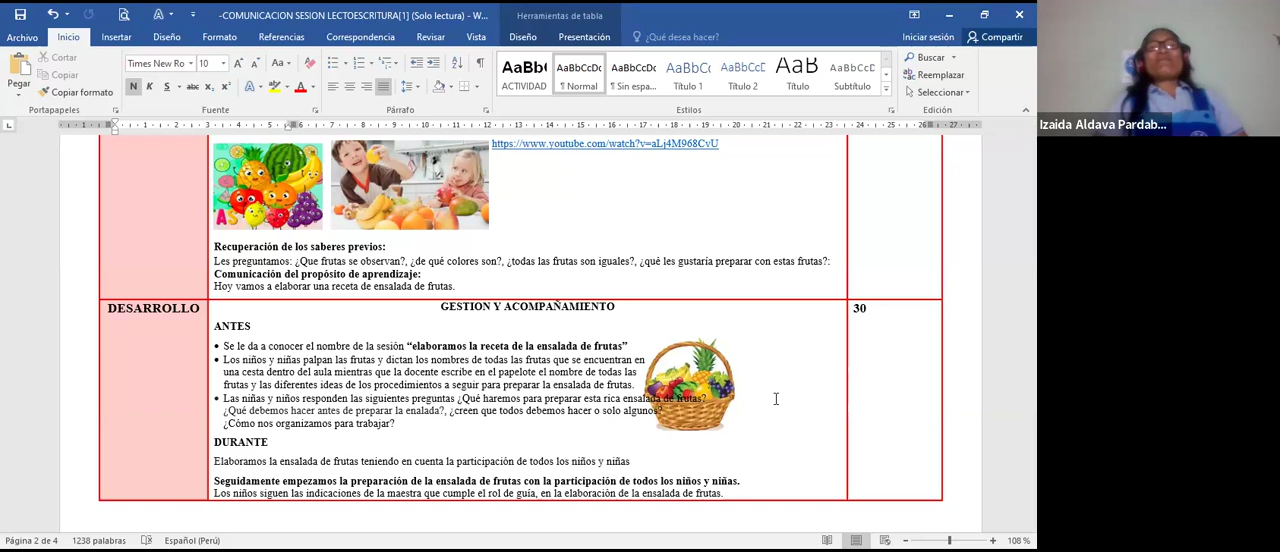 -COMUNICACION SESION LECTOESCRITURA[1] (Solo lectura) - W...
Herramientas de tabla
Archivo Inicio Insertar Diseño Formato Referencias Correspondencia Revisar Vista Diseño Presentación ¿Qué desea hacer? Iniciar sesión Compartir
Pegar
Cortar
Copiar
Copiar formato
Portapapeles
Times New Ro 10
N K S abc x₂ x²
Fuente
Párrafo
AaBb( AaBbCcDc AaBbCcDc AaBbC AaBbCcD AaB AaBbCcD
ACTIVIDAD ¶ Normal ¶ Sin espa... Título 1 Título 2 Título Subtítulo
Estilos
Buscar
Reemplazar
Seleccionar
Edición
Izaida Aldava Pardab...
https://www.youtube.com/watch?v=aLj4M968CvU
AS
Recuperación de los saberes previos:
Les preguntamos: ¿Que frutas se observan?, ¿de qué colores son?, ¿todas las frutas son iguales?, ¿qué les gustaría preparar con estas frutas?:
Comunicación del propósito de aprendizaje:
Hoy vamos a elaborar una receta de ensalada de frutas.
DESARROLLO
GESTION Y ACOMPAÑAMIENTO
30
ANTES
• Se le da a conocer el nombre de la sesión “elaboramos la receta de la ensalada de frutas”
• Los niños y niñas palpan las frutas y dictan los nombres de todas las frutas que se encuentran en
una cesta dentro del aula mientras que la docente escribe en el papelote el nombre de todas las
frutas y las diferentes ideas de los procedimientos a seguir para preparar la ensalada de frutas.
• Las niñas y niños responden las siguientes preguntas ¿Qué haremos para preparar esta rica ensalada de frutas?
¿Qué debemos hacer antes de preparar la enalada?, ¿creen que todos debemos hacer o solo algunos?
¿Cómo nos organizamos para trabajar?
DURANTE
Elaboramos la ensalada de frutas teniendo en cuenta la participación de todos los niños y niñas
Seguidamente empezamos la preparación de la ensalada de frutas con la participación de todos los niños y niñas.
Los niños siguen las indicaciones de la maestra que cumple el rol de guía, en la elaboración de la ensalada de frutas.
Página 2 de 4 1238 palabras Español (Perú) 108 %